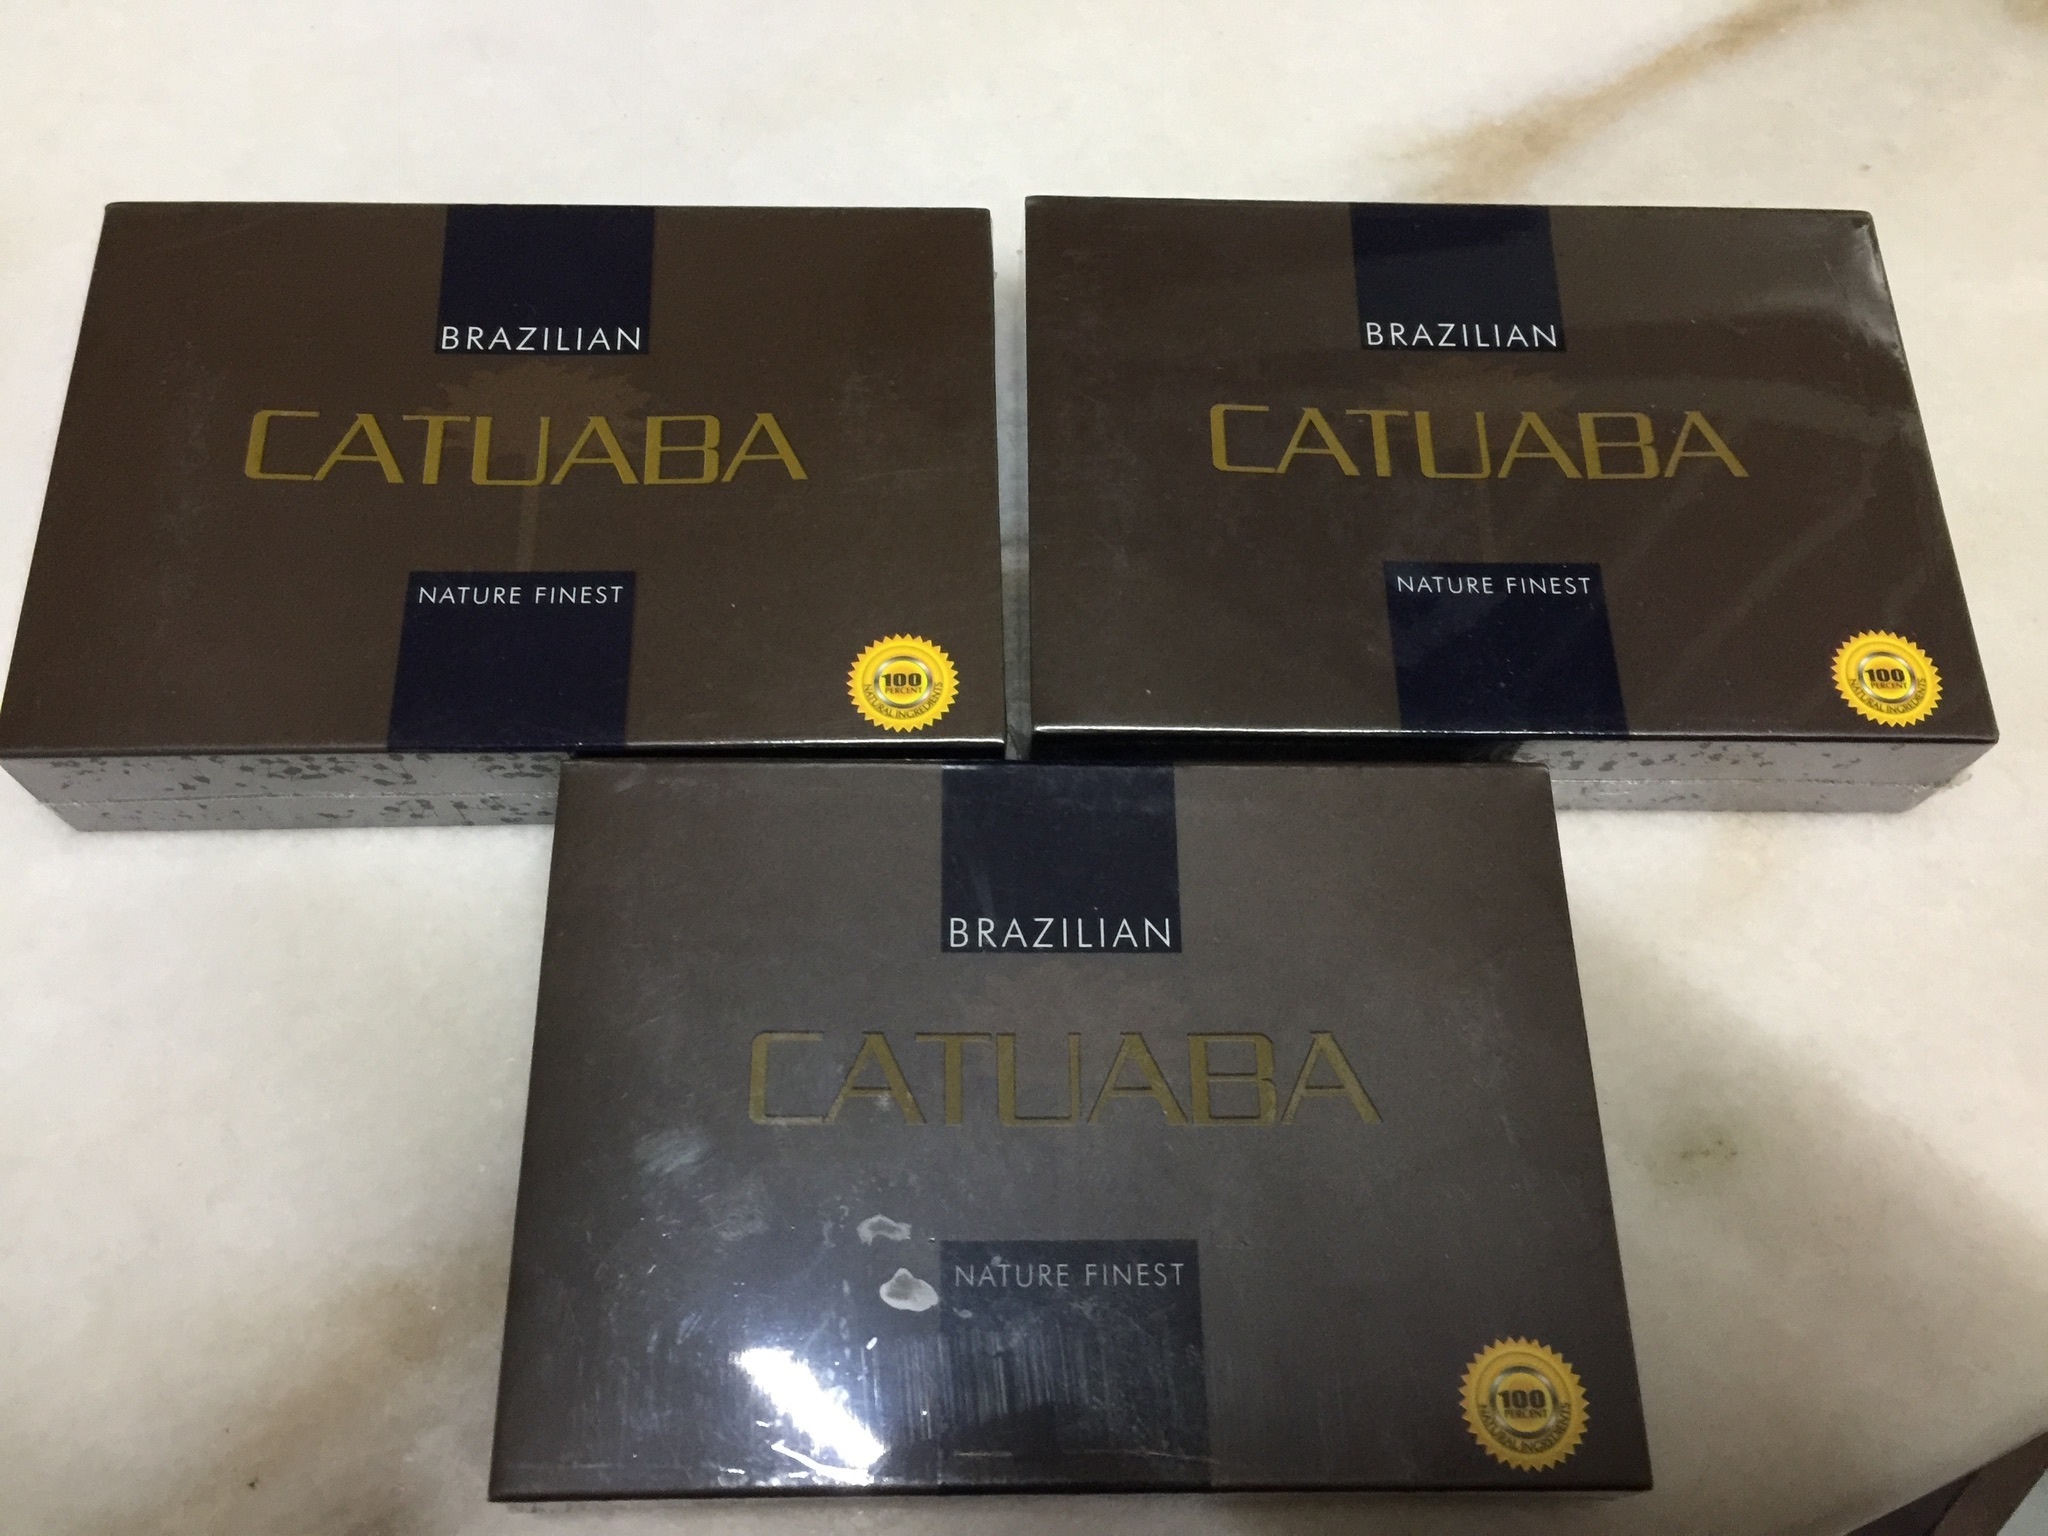 BRAZILIAN
CATUABA
NATURE FINEST
100
PERCENT
NATURAL INGREDIENTS
BRAZILIAN
CATUABA
NATURE FINEST
100
PERCENT
NATURAL INGREDIENTS
BRAZILIAN
CATUABA
NATURE FINEST
100
PERCENT
NATURAL INGREDIENTS